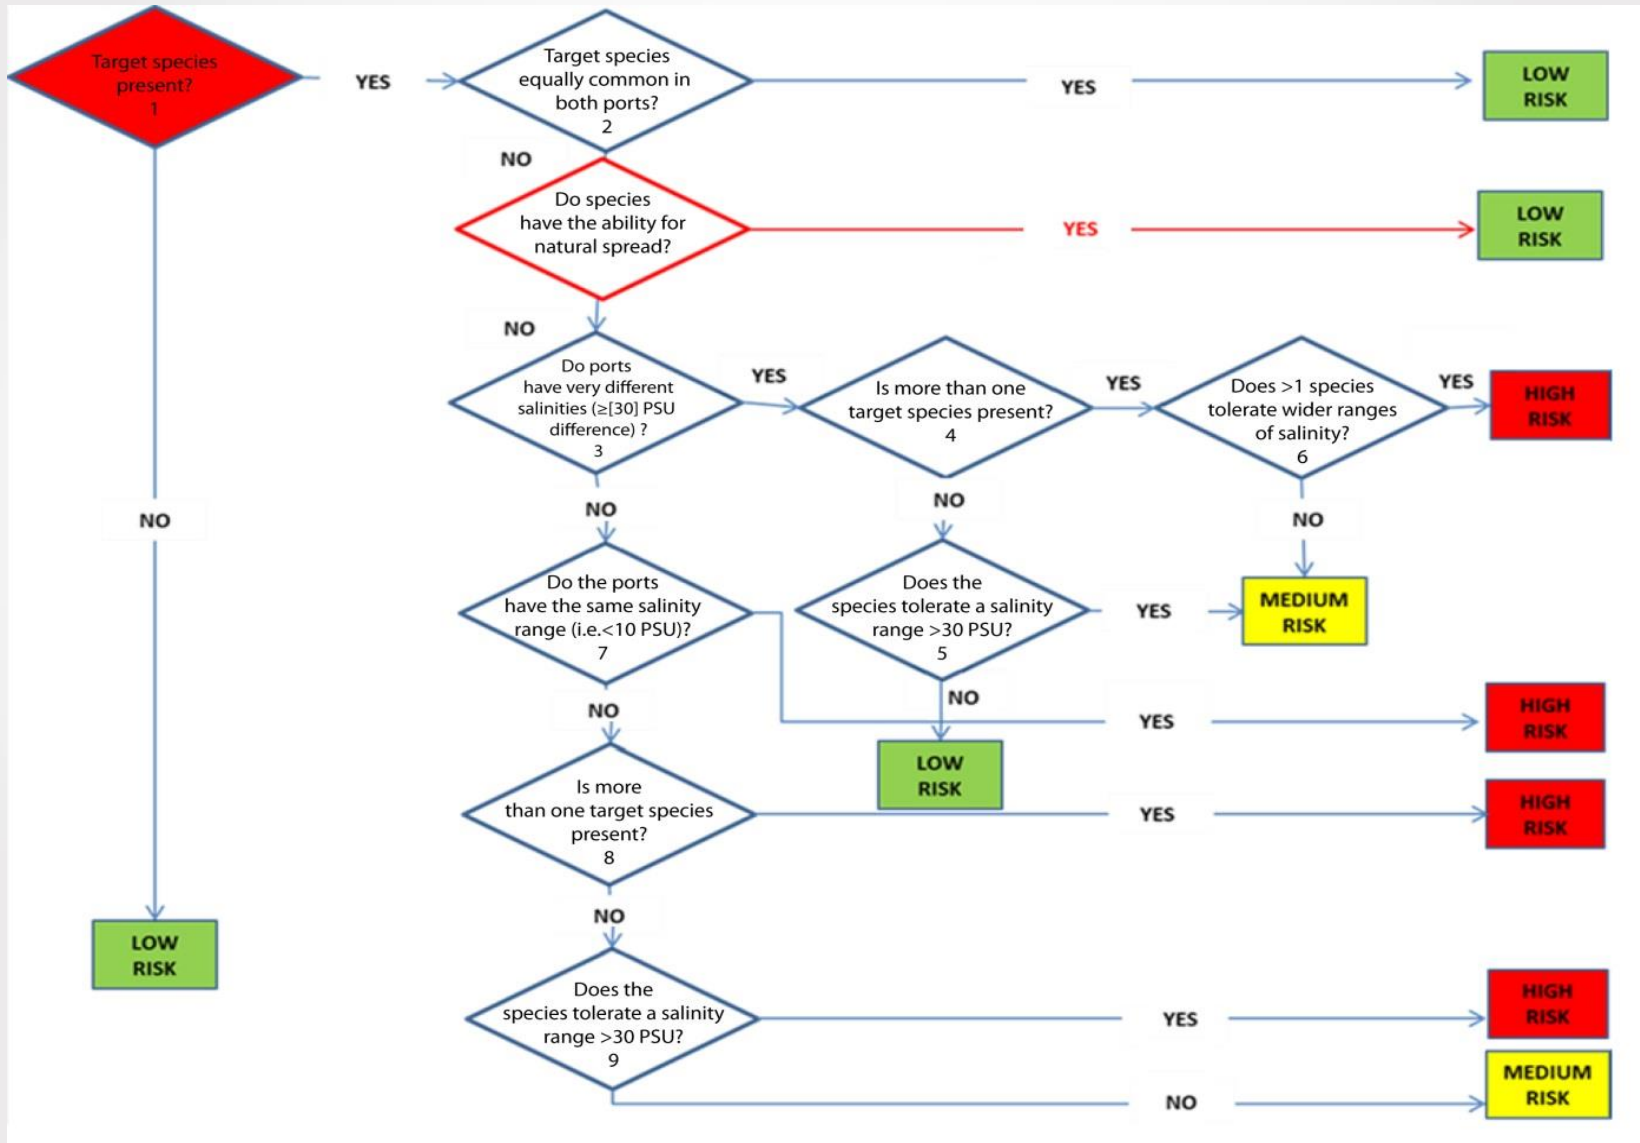 Target species
present?
1
YES
Target species
equally common in
both ports?
2
YES
LOW
RISK
NO
Do species
have the ability for
natural spread?
YES
LOW
RISK
NO
Do ports
have very different
salinities (≥[30] PSU
difference) ?
3
YES
Is more than one
target species present?
4
YES
Does >1 species
tolerate wider ranges
of salinity?
6
YES
HIGH
RISK
NO
NO
NO
NO
Do the ports
have the same salinity
range (i.e.<10 PSU)?
7
Does the
species tolerate a salinity
range >30 PSU?
5
YES
MEDIUM
RISK
NO
NO
YES
HIGH
RISK
LOW
RISK
Is more
than one target species
present?
8
YES
HIGH
RISK
NO
LOW
RISK
Does the
species tolerate a salinity
range >30 PSU?
9
YES
HIGH
RISK
NO
MEDIUM
RISK